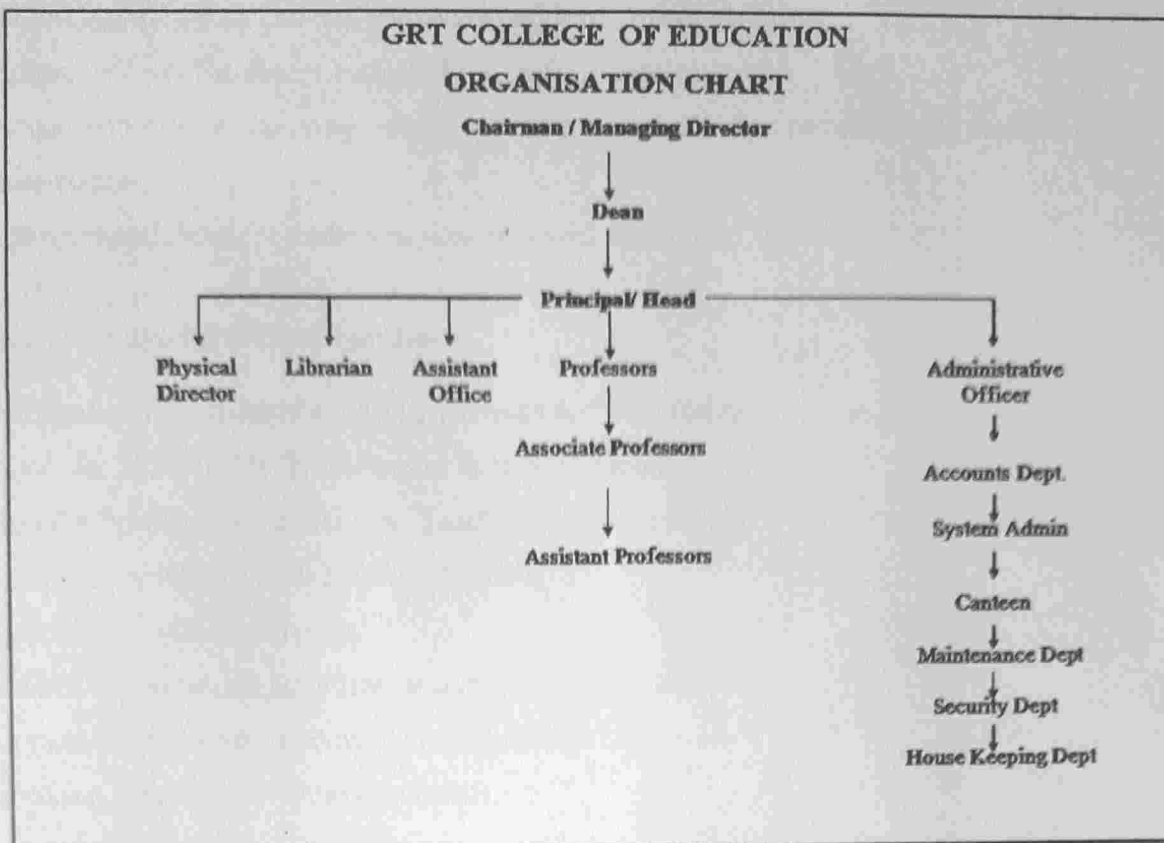 GRT COLLEGE OF EDUCATION
ORGANISATION CHART
Chairman / Managing Director
Dean
Principal/ Head
Physical
Director
Librarian
Assistant
Office
Professors
Associate Professors
Assistant Professors
Administrative
Officer
Accounts Dept.
System Admin
Canteen
Maintenance Dept
Security Dept
House Keeping Dept